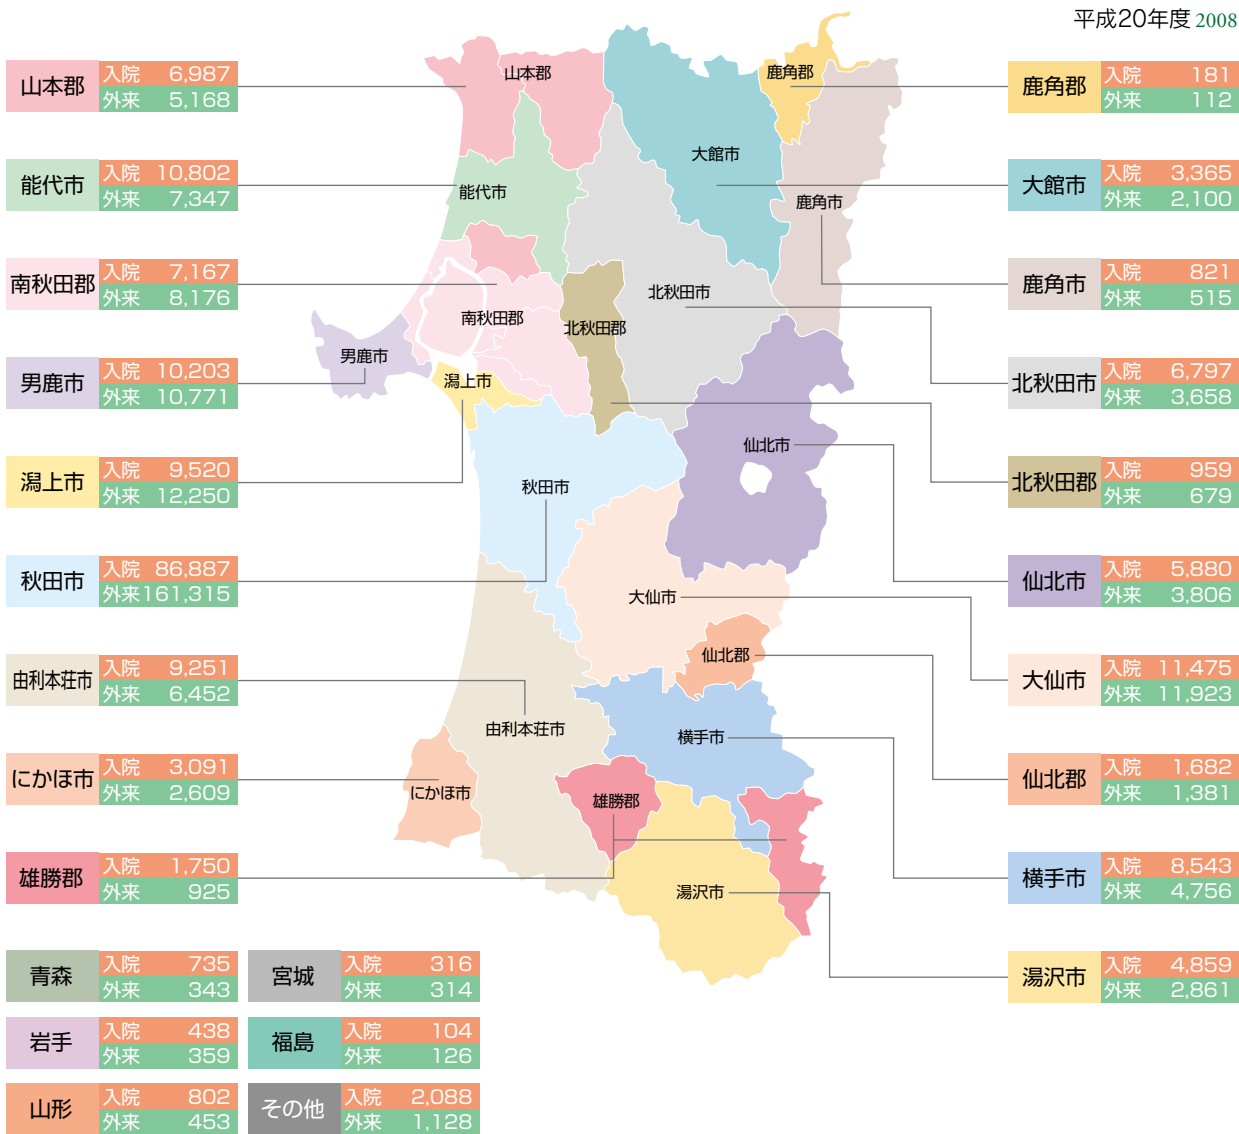 平成20年度 2008
山本郡
入院 6,987
外来 5,168
能代市
入院 10,802
外来 7,347
南秋田郡
入院 7,167
外来 8,176
男鹿市
入院 10,203
外来 10,771
潟上市
入院 9,520
外来 12,250
秋田市
入院 86,887
外来 161,315
由利本荘市
入院 9,251
外来 6,452
にかほ市
入院 3,091
外来 2,609
雄勝郡
入院 1,750
外来 925
山本郡
鹿角郡
大館市
能代市
鹿角市
北秋田市
南秋田郡
北秋田郡
男鹿市
潟上市
仙北市
秋田市
大仙市
仙北郡
由利本荘市
横手市
にかほ市
雄勝郡
湯沢市
鹿角郡
入院 181
外来 112
大館市
入院 3,365
外来 2,100
鹿角市
入院 821
外来 515
北秋田市
入院 6,797
外来 3,658
北秋田郡
入院 959
外来 679
仙北市
入院 5,880
外来 3,806
大仙市
入院 11,475
外来 11,923
仙北郡
入院 1,682
外来 1,381
横手市
入院 8,543
外来 4,756
湯沢市
入院 4,859
外来 2,861
青森
入院 735
外来 343
宮城
入院 316
外来 314
岩手
入院 438
外来 359
福島
入院 104
外来 126
山形
入院 802
外来 453
その他
入院 2,088
外来 1,128